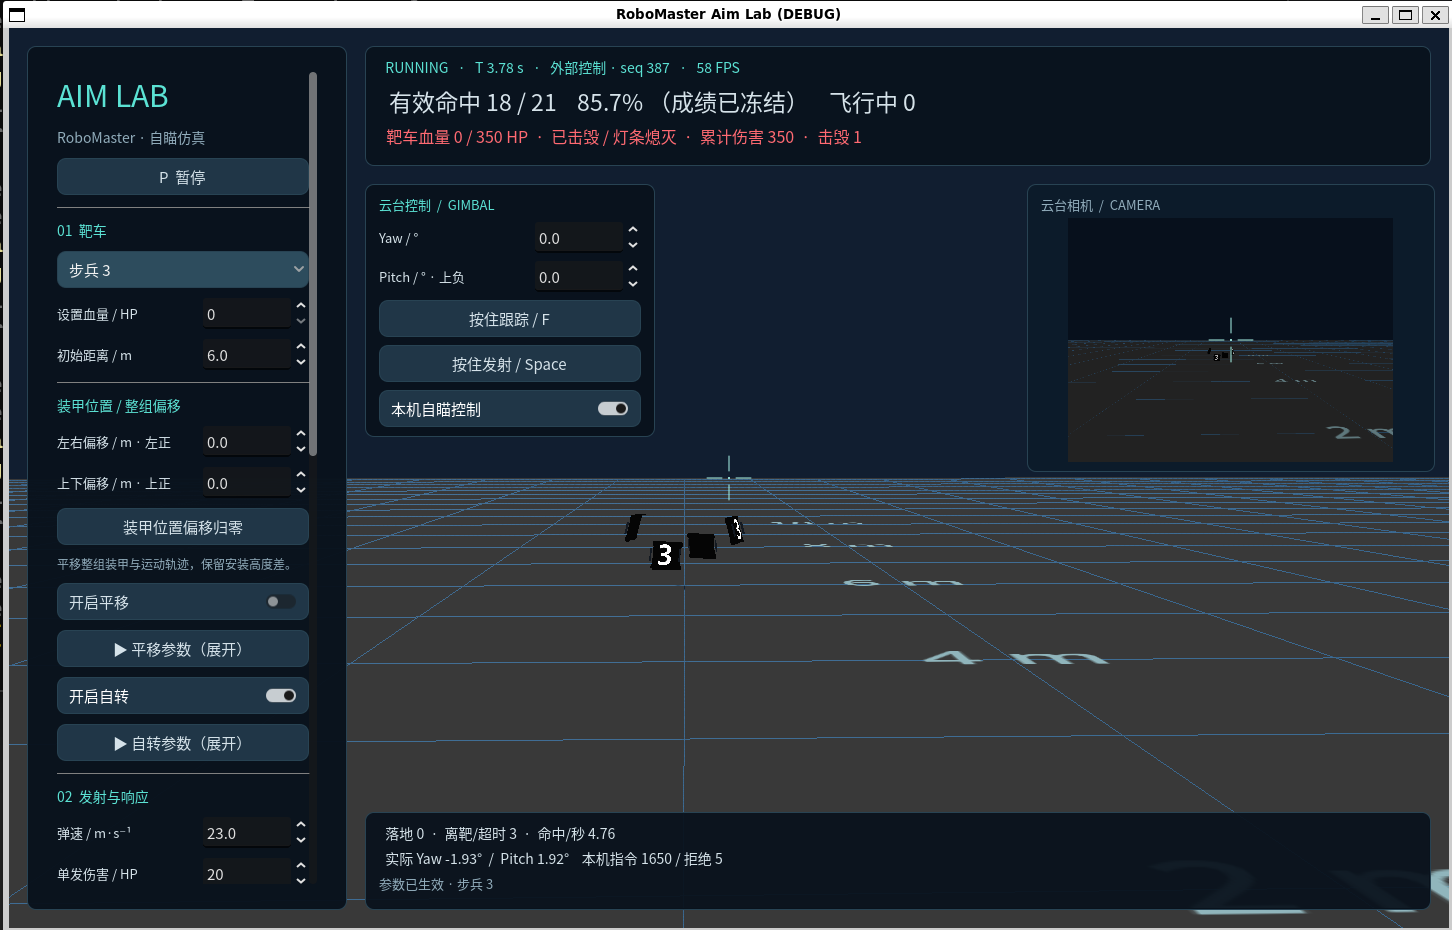 RoboMaster Aim Lab (DEBUG)
AIM LAB
RoboMaster · 自瞄仿真
P 暂停
01 靶车
步兵 3
设置血量 / HP 0
初始距离 / m 6.0
装甲位置 / 整组偏移
左右偏移 / m · 左正 0.0
上下偏移 / m · 上正 0.0
装甲位置偏移归零
平移整组装甲与运动轨迹，保留安装高度差。
开启平移
▶ 平移参数（展开）
开启自转
▶ 自转参数（展开）
02 发射与响应
弹速 / m·s⁻¹ 23.0
单发伤害 / HP 20
RUNNING · T 3.78 s · 外部控制 · seq 387 · 58 FPS
有效命中 18 / 21 85.7% （成绩已冻结） 飞行中 0
靶车血量 0 / 350 HP · 已击毁 / 灯条熄灭 · 累计伤害 350 · 击毁 1
云台控制 / GIMBAL
Yaw / ° 0.0
Pitch / ° · 上负 0.0
按住跟踪 / F
按住发射 / Space
本机自瞄控制
云台相机 / CAMERA
3
4 m
2 m
3
6 m
4 m
2
落地 0 · 离靶/超时 3 · 命中/秒 4.76
实际 Yaw -1.93° / Pitch 1.92° 本机指令 1650 / 拒绝 5
参数已生效 · 步兵 3